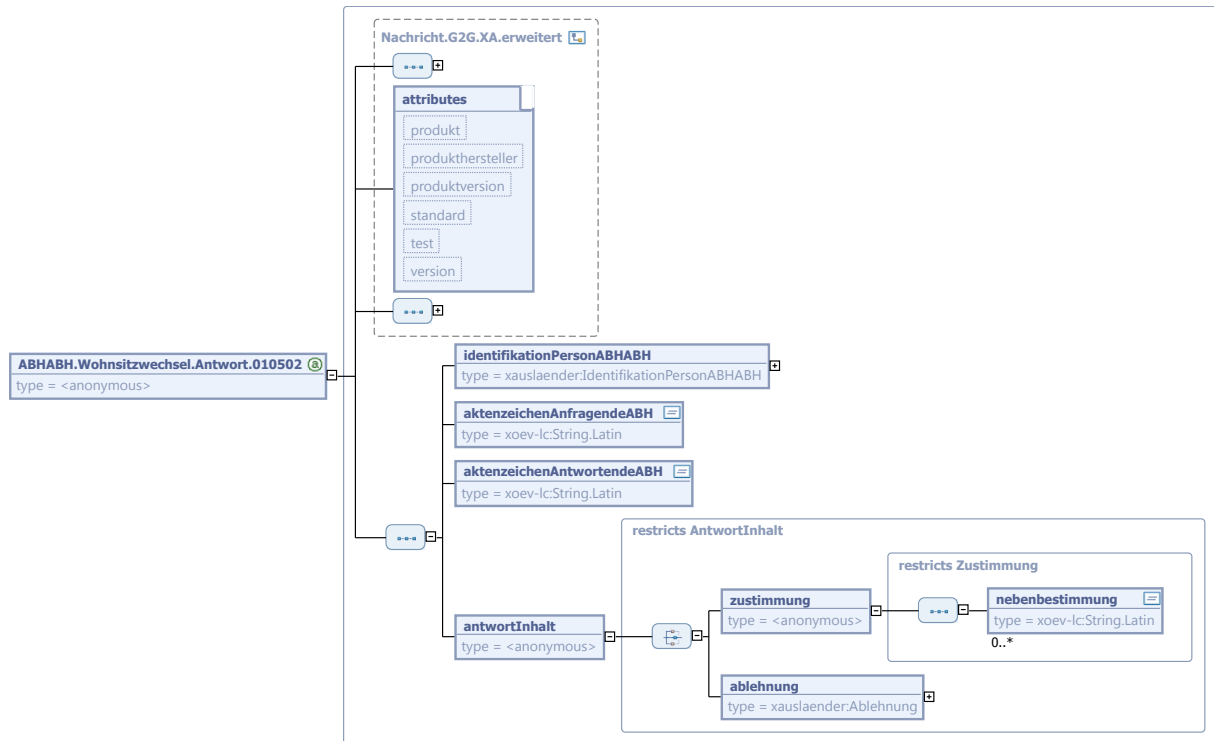 Nachricht.G2G.XA.erweitert
attributes
produkt
produkthersteller
produktversion
standard
test
version
ABHABH.Wohnsitzwechsel.Antwort.010502 @
type = <anonymous>
identifikationPersonABHABH
type = xauslaender:IdentifikationPersonABHABH
aktenzeichenAnfragendeABH
type = xoev-lc:String.Latin
aktenzeichenAntwortendeABH
type = xoev-lc:String.Latin
restricts AntwortInhalt
restricts Zustimmung
antwortInhalt
type = <anonymous>
zustimmung
type = <anonymous>
nebenbestimmung
type = xoev-lc:String.Latin
0..*
ablehnung
type = xauslaender:Ablehnung